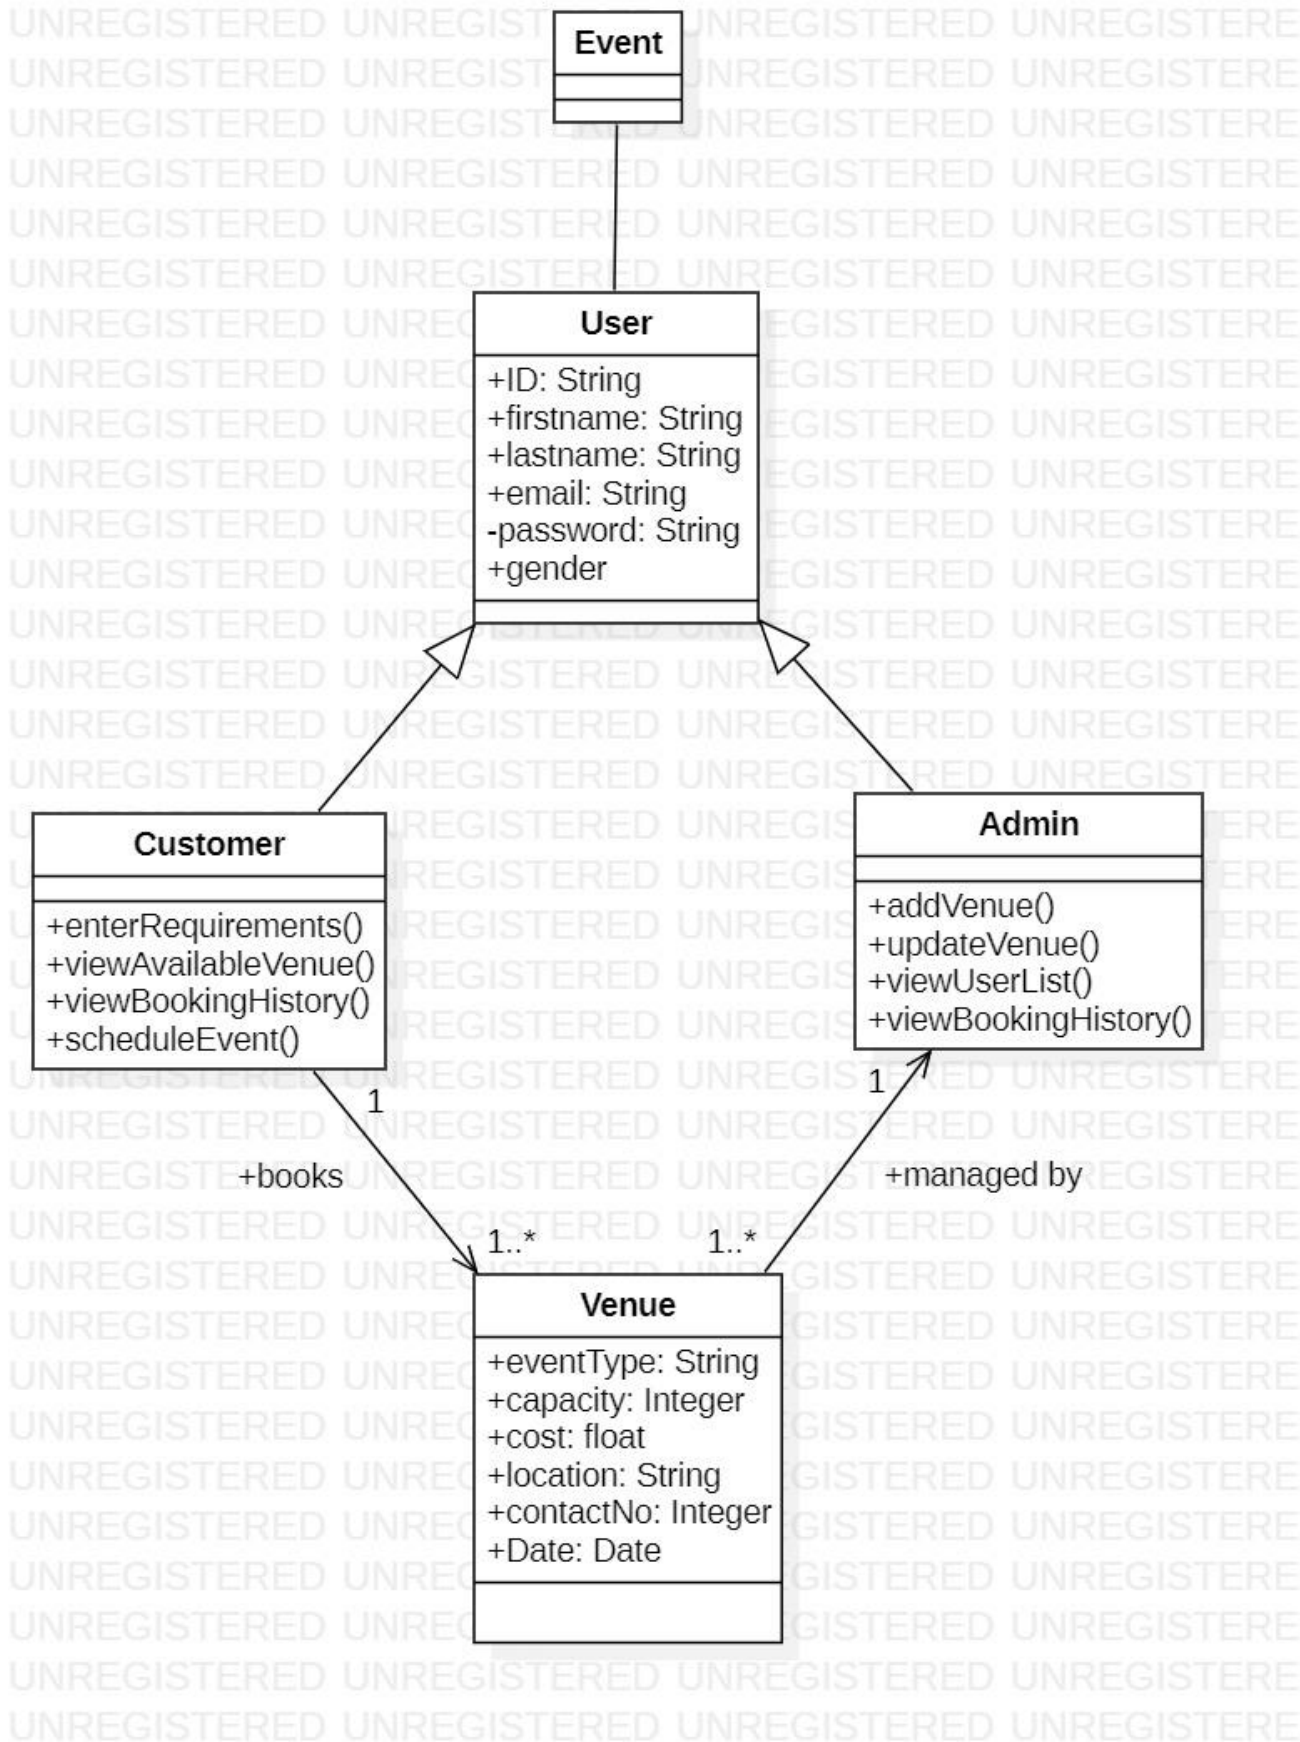 Event
User
+ID: String
+firstname: String
+lastname: String
+email: String
-password: String
+gender
Customer
+enterRequirements()
+viewAvailableVenue()
+viewBookingHistory()
+scheduleEvent()
Admin
+addVenue()
+updateVenue()
+viewUserList()
+viewBookingHistory()
1
+books
1..*
1
+managed by
1..*
Venue
+eventType: String
+capacity: Integer
+cost: float
+location: String
+contactNo: Integer
+Date: Date
UNREGISTERED